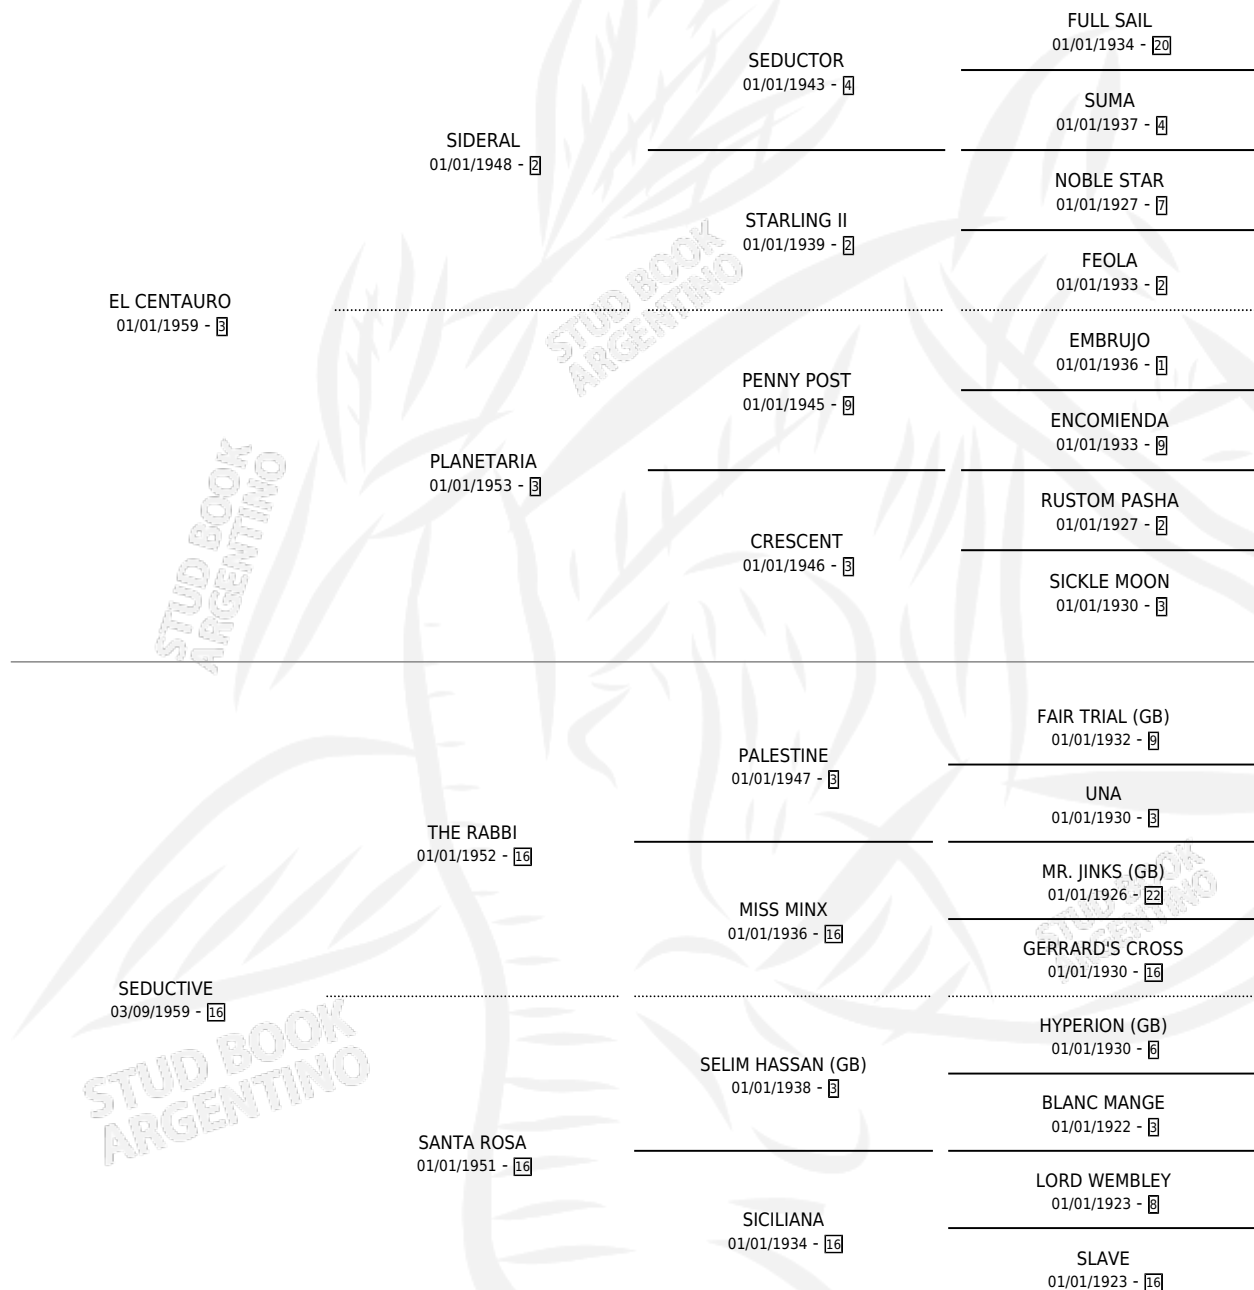 FULL SAIL
01/01/1934 - 20
SEDUCTOR
01/01/1943 - 4
SUMA
01/01/1937 - 4
SIDERAL
01/01/1948 - 2
NOBLE STAR
01/01/1927 - 7
STARLING II
01/01/1939 - 2
FEOLA
01/01/1933 - 2
EL CENTAURO
01/01/1959 - 3
EMBRUJO
01/01/1936 - 1
PENNY POST
01/01/1945 - 9
ENCOMIENDA
01/01/1933 - 9
PLANETARIA
01/01/1953 - 3
RUSTOM PASHA
01/01/1927 - 2
CRESCENT
01/01/1946 - 3
SICKLE MOON
01/01/1930 - 3
STUD BOOK
ARGENTINO
STUD BOOK
ARGENTINO
FAIR TRIAL (GB)
01/01/1932 - 9
PALESTINE
01/01/1947 - 3
UNA
01/01/1930 - 3
THE RABBI
01/01/1952 - 16
MR. JINKS (GB)
01/01/1926 - 22
MISS MINX
01/01/1936 - 16
GERRARD'S CROSS
01/01/1930 - 16
STUD BOOK
ARGENTINO
SEDUCTIVE
03/09/1959 - 16
HYPERION (GB)
01/01/1930 - 6
SELIM HASSAN (GB)
01/01/1938 - 3
BLANC MANGE
01/01/1922 - 3
STUD BOOK
ARGENTINO
SANTA ROSA
01/01/1951 - 16
LORD WEMBLEY
01/01/1923 - 8
SICILIANA
01/01/1934 - 16
SLAVE
01/01/1923 - 16